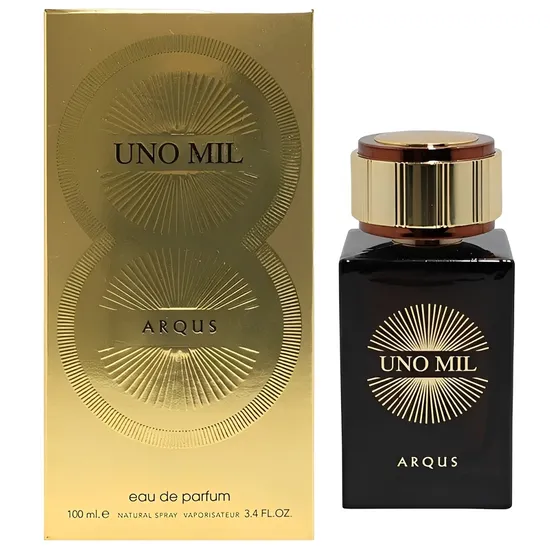 UNO MIL
ARQUS
eau de parfum
100 ml.e NATURAL SPRAY VAPORISATEUR 3.4 FL.OZ.
UNO MIL
ARQUS